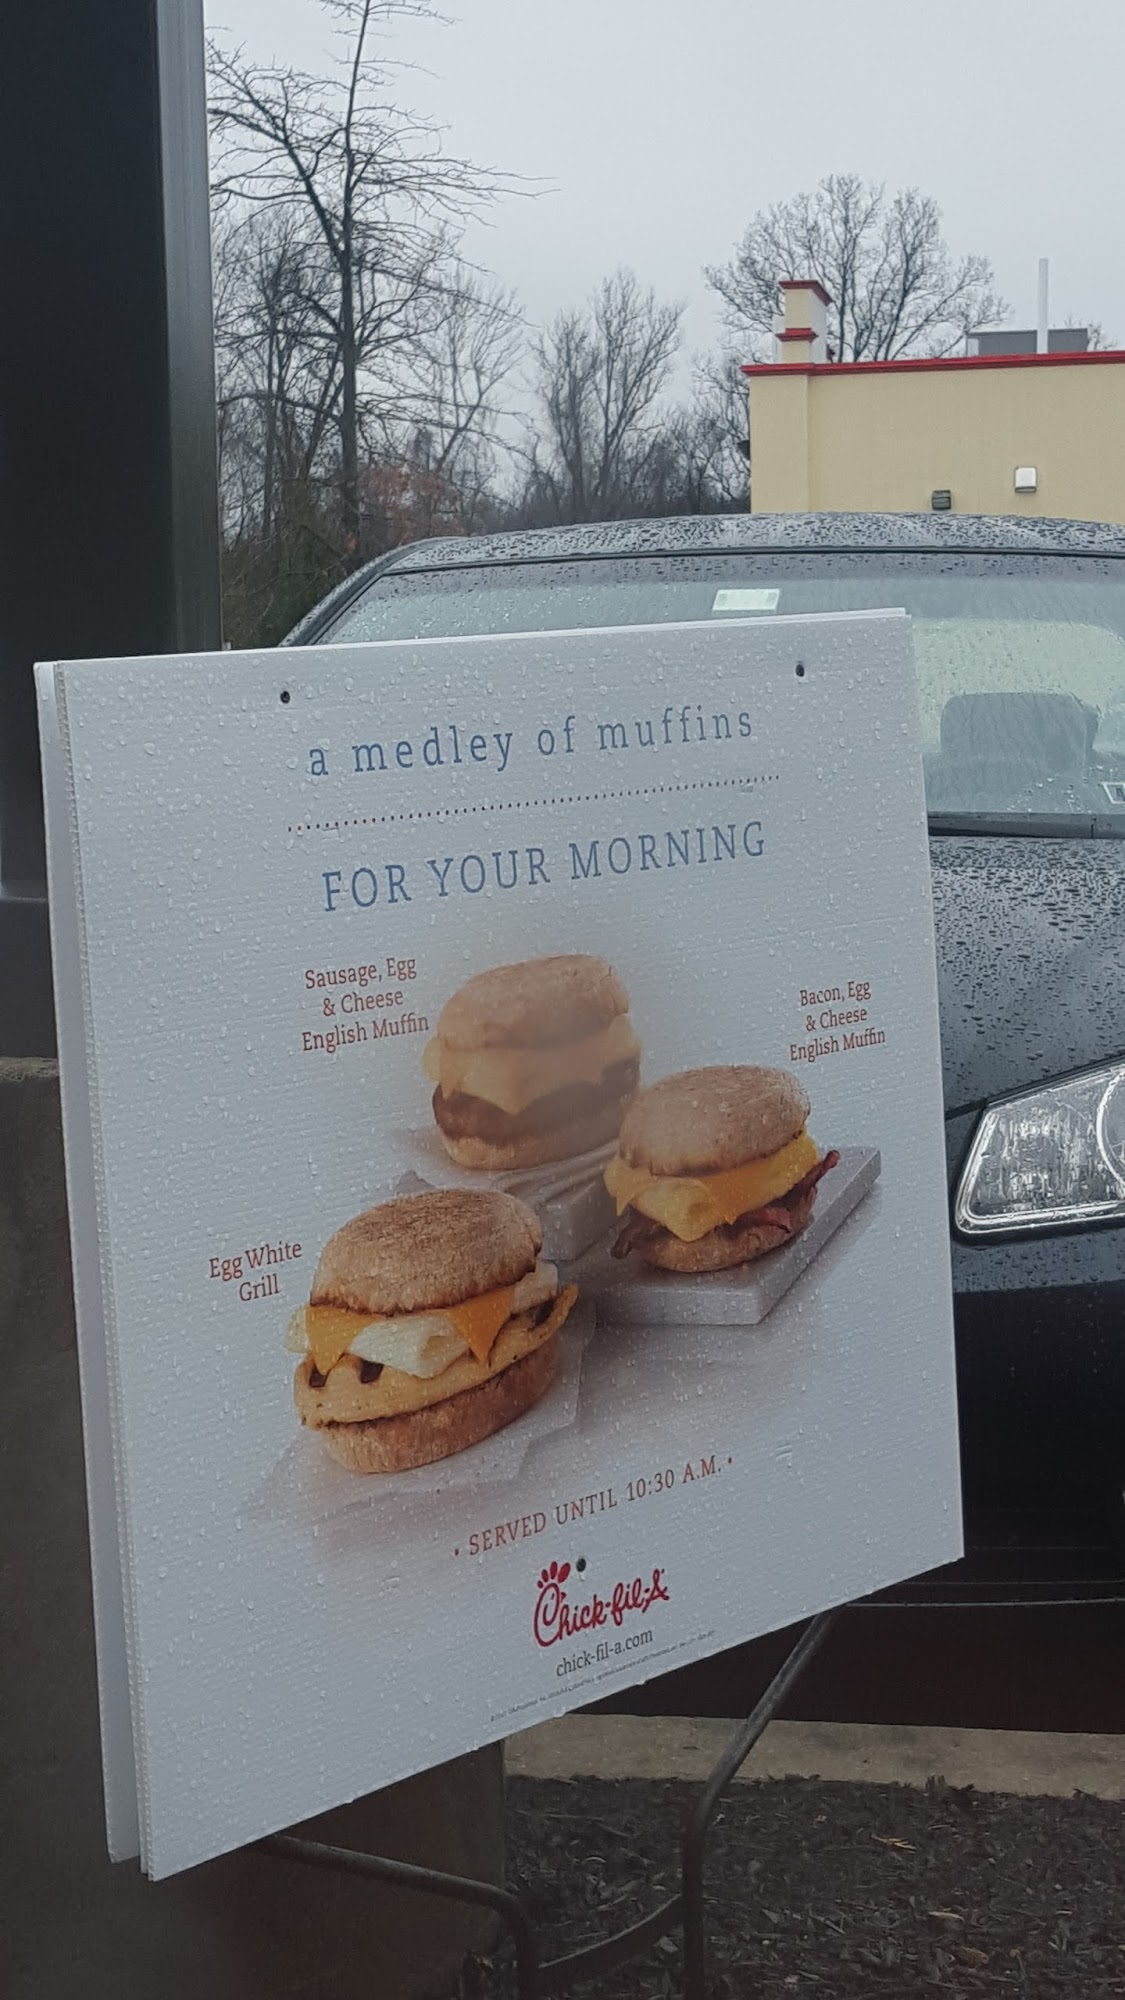 a medley of muffins
FOR YOUR MORNING
Sausage, Egg
& Cheese
English Muffin
Bacon, Egg
& Cheese
English Muffin
Egg White
Grill
• SERVED UNTIL 10:30 A.M. •
Chick-fil-A
chick-fil-a.com